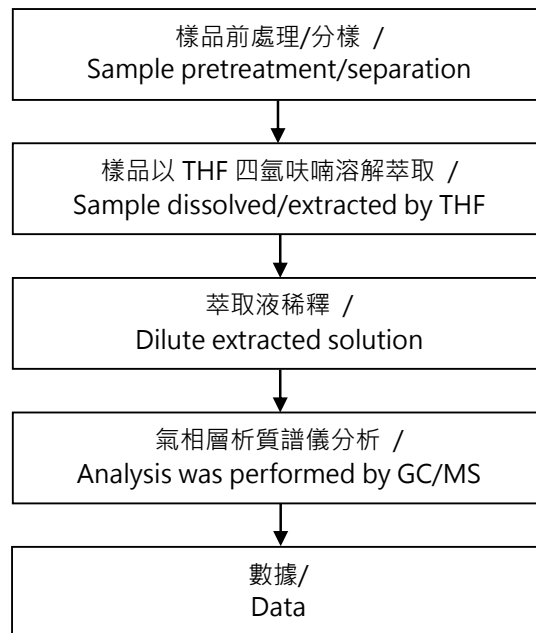 樣品前處理/分樣 /
Sample pretreatment/separation
樣品以 THF 四氫呋喃溶解萃取 /
Sample dissolved/extracted by THF
萃取液稀釋 /
Dilute extracted solution
氣相層析質譜儀分析 /
Analysis was performed by GC/MS
數據/
Data